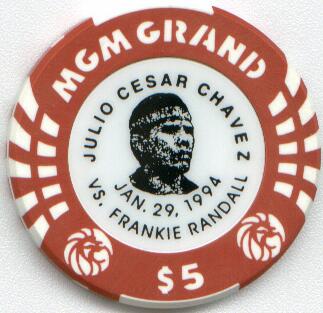 MGM GRAND
JULIO CESAR CHAVEZ
JAN. 29, 1994
VS. FRANKIE RANDALL
$5